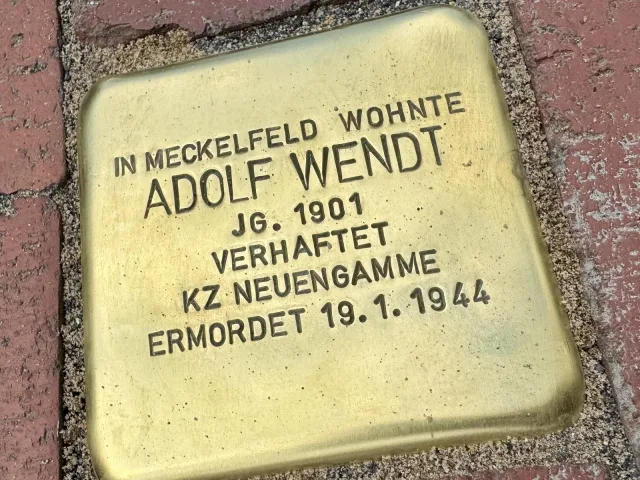 IN MECKELFELD WOHNTE
ADOLF WENDT
JG. 1901
VERHAFTET
KZ NEUENGAMME
ERMORDET 19.1.1944